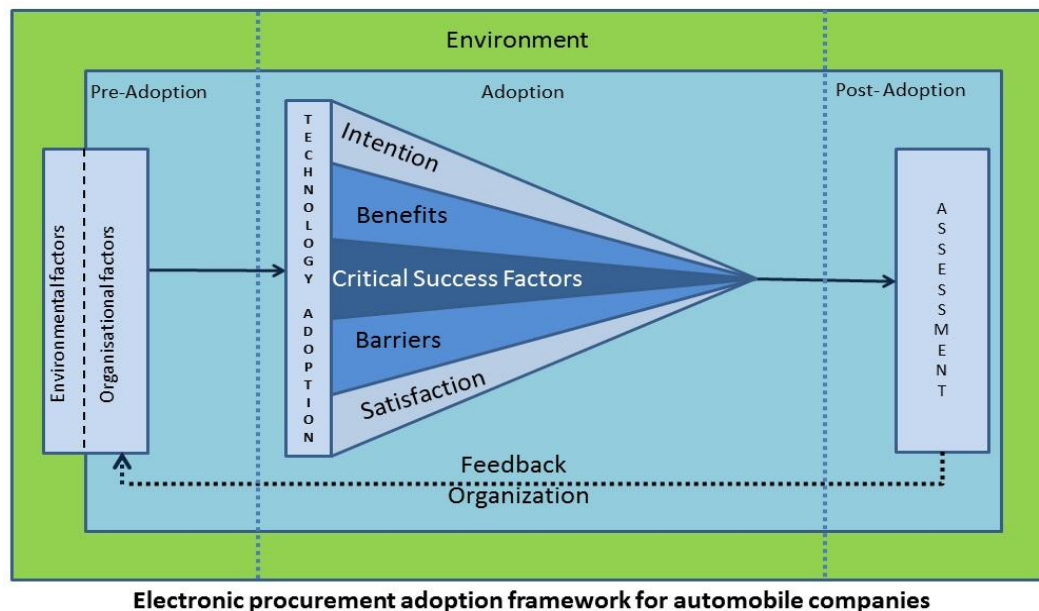 Environment
Pre-Adoption
Adoption
Post- Adoption
Environmental factors
Organisational factors
TECHNOLOGY ADOPTION
Intention
Benefits
Critical Success Factors
Barriers
Satisfaction
ASSESSMENT
Feedback
Organization
Electronic procurement adoption framework for automobile companies